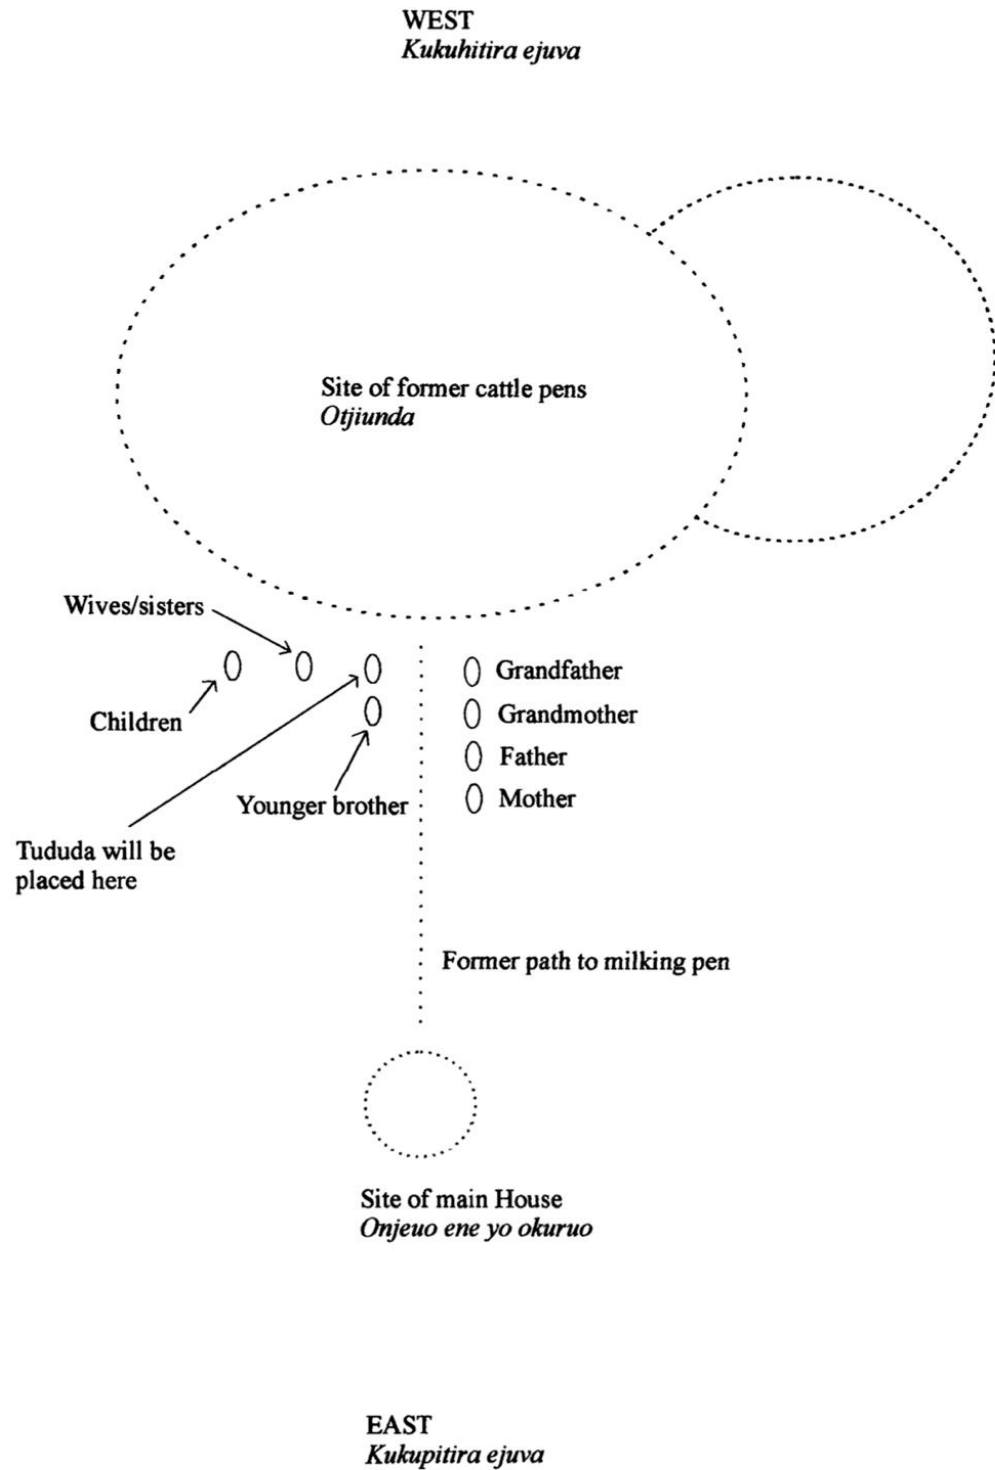 WEST
Kukuhitira ejuva
Site of former cattle pens
Otjiunda
Wives/sisters
Children
Grandfather
Grandmother
Father
Mother
Younger brother
Tududa will be
placed here
Former path to milking pen
Site of main House
Onjeuo ene yo okuruo
EAST
Kukupitira ejuva